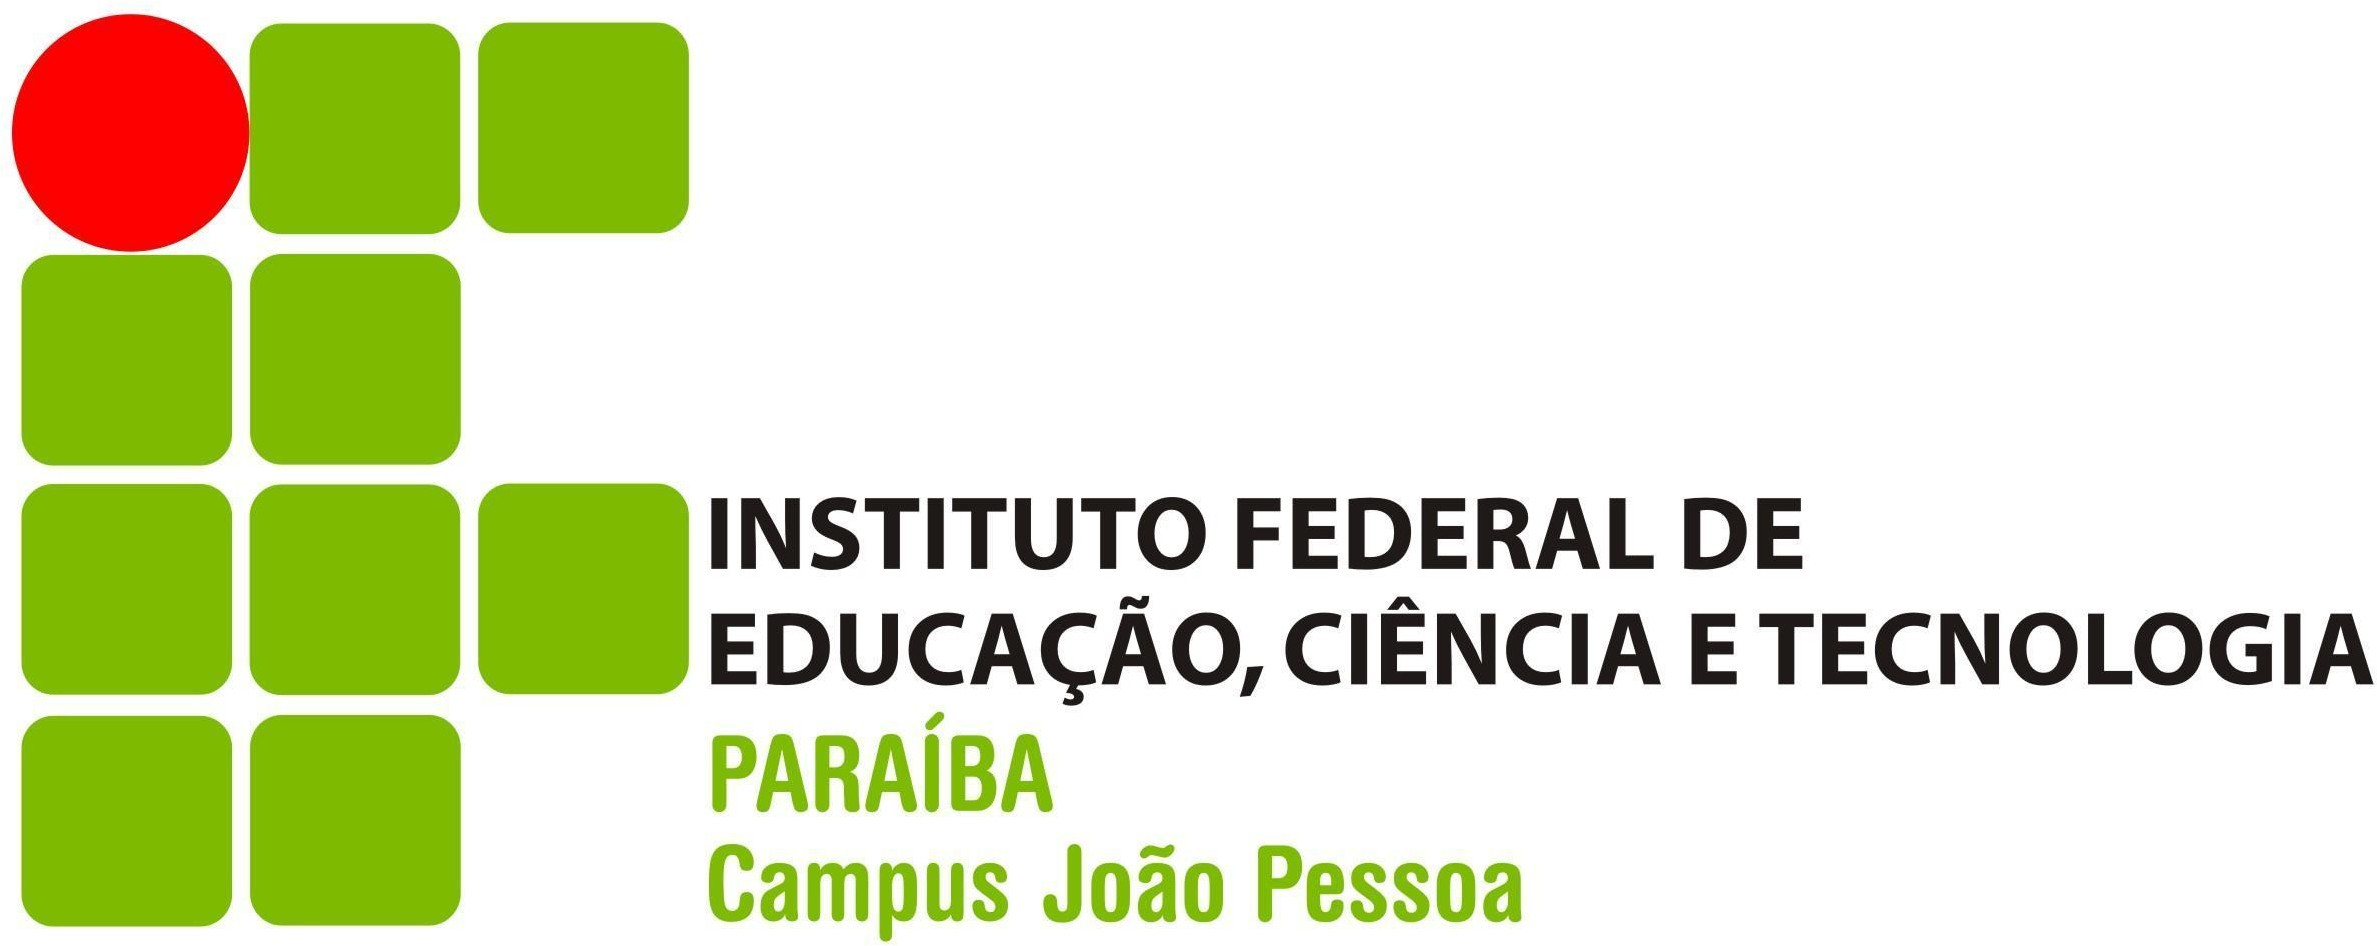 INSTITUTO FEDERAL DE
EDUCAÇÃO, CIÊNCIA E TECNOLOGIA
PARAÍBA
Campus João Pessoa